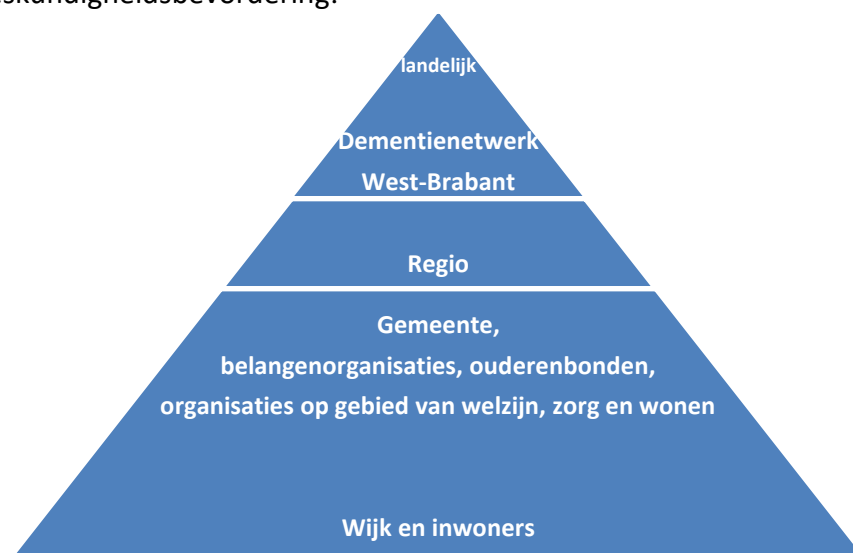 landelijk
Dementienetwerk
West-Brabant
Regio
Gemeente,
belangenorganisaties, ouderenbonden,
organisaties op gebied van welzijn, zorg en wonen
Wijk en inwoners